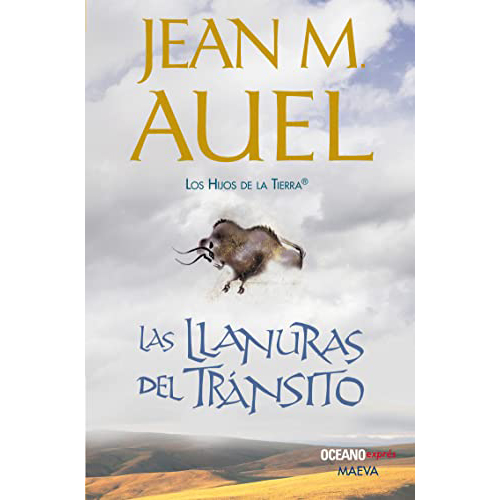 JEAN M.
AUEL
LOS HIJOS DE LA TIERRA®
LAS LLANURAS
DEL TRÁNSITO
OCEANO exprés
MAEVA